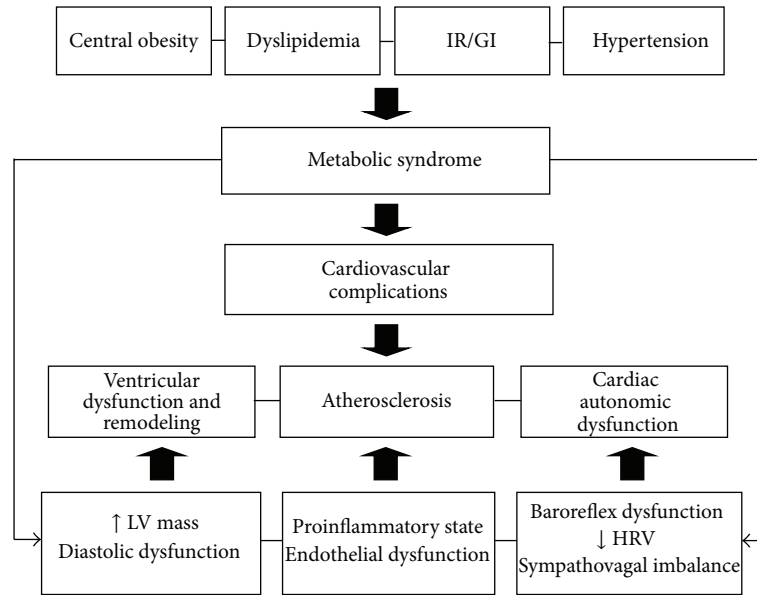 Central obesity
Dyslipidemia
IR/GI
Hypertension
Metabolic syndrome
Cardiovascular
complications
Ventricular
dysfunction and
remodeling
Atherosclerosis
Cardiac
autonomic
dysfunction
↑ LV mass
Diastolic dysfunction
Proinflammatory state
Endothelial dysfunction
Baroreflex dysfunction
↓ HRV
Sympathovagal imbalance